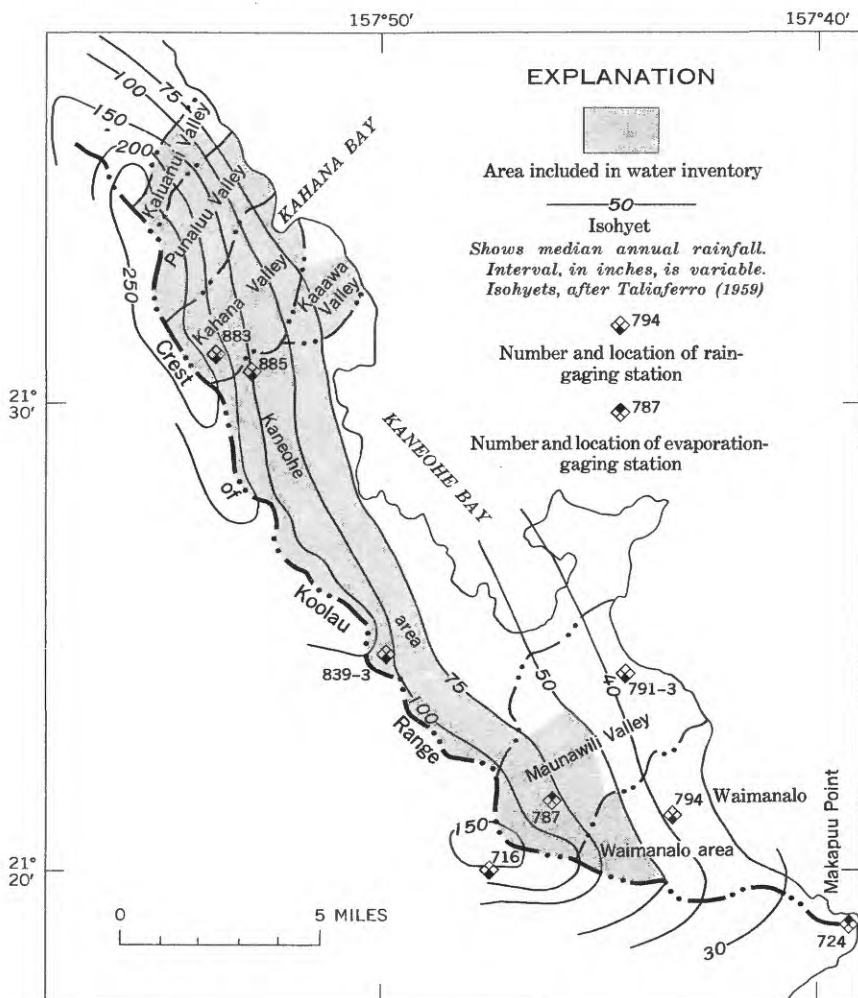 157°50′
157°40′
EXPLANATION
Area included in water inventory
50
Isohyet
Shows median annual rainfall.
Interval, in inches, is variable.
Isohyets, after Taliaferro (1959)
794
Number and location of rain-
gaging station
787
Number and location of evaporation-
gaging station
100
75
150
200
250
Kaluanui Valley
Punaluu Valley
KAHANA BAY
Kahana Valley
Kaaawa
Valley
883
885
Crest
of
Koolau
Range
21°
30′
Kaneohe
area
KANEOHE BAY
839-3
75
100
50
40
791-3
Maunawili Valley
787
794
Waimanalo
Waimanalo area
150
716
21°
20′
Makapuu Point
0 5 MILES
30
724